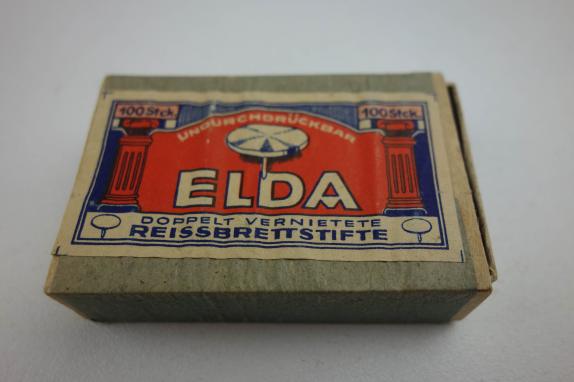 100 Stck.
100 Stck.
UNDURCHDRÜCKBAR
ELDA
DOPPELT VERNIETETE
REISSBRETTSTIFTE